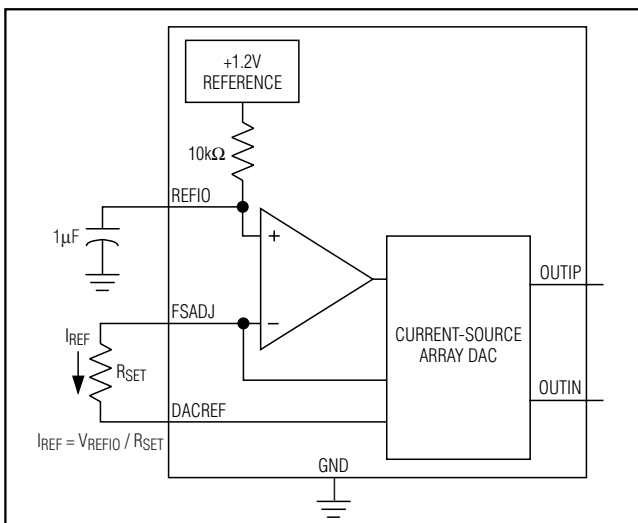 +1.2V
REFERENCE
10kΩ
REFIO
1µF
+
OUTIP
FSADJ
−
CURRENT-SOURCE
ARRAY DAC
IREF
RSET
OUTIN
DACREF
IREF = VREFIO / RSET
GND